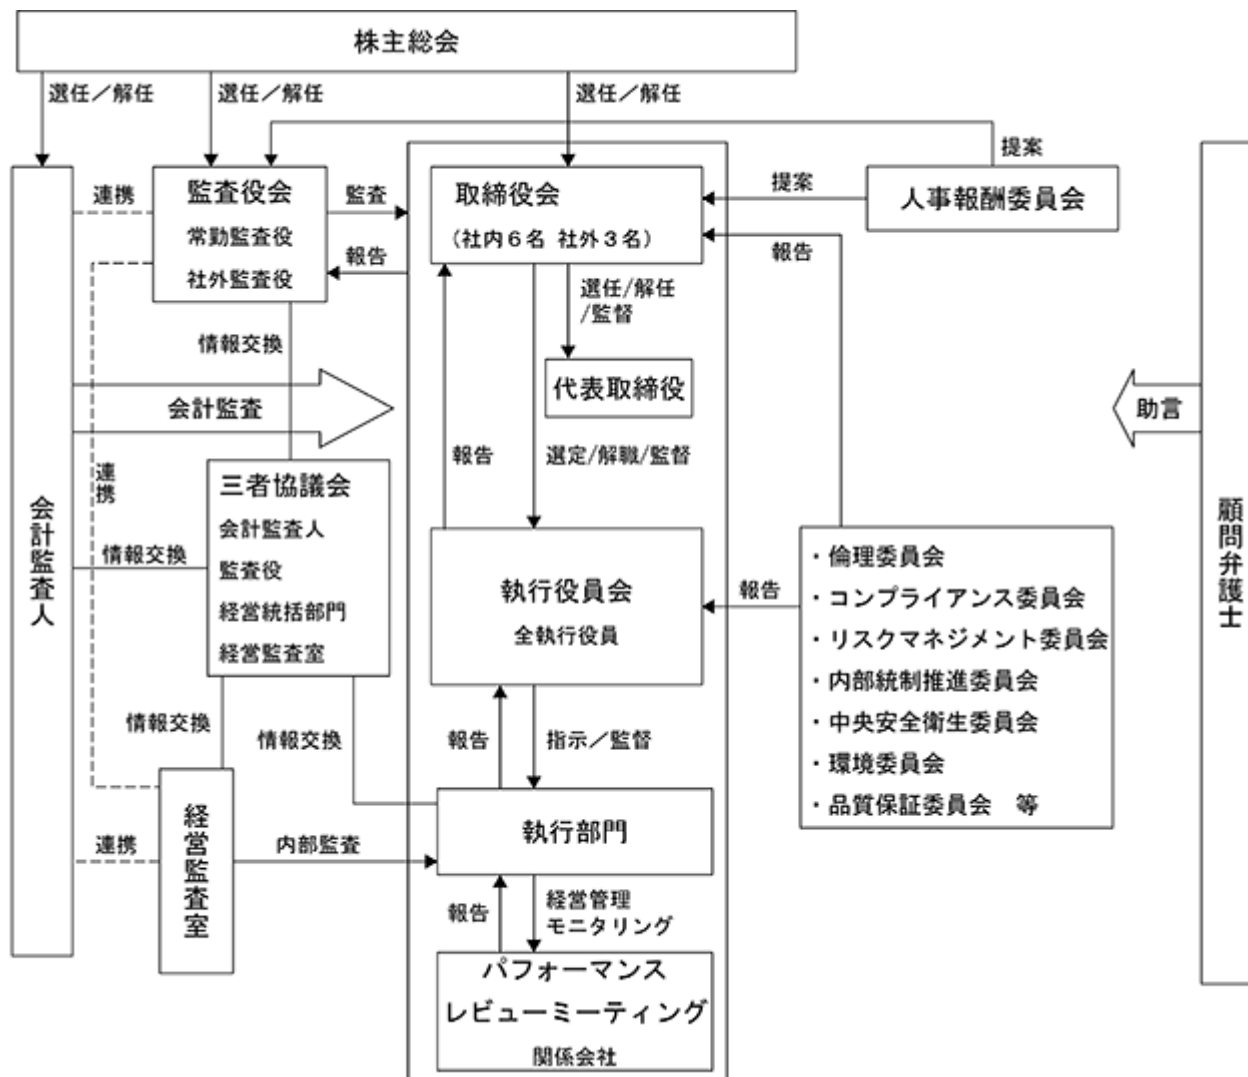 株主総会
選任／解任
選任／解任
選任／解任
提案
監査役会
常勤監査役
社外監査役
連携
監査
報告
取締役会
（社内６名 社外３名）
提案
人事報酬委員会
報告
選任/解任
/監督
情報交換
代表取締役
会計監査
助言
報告
選定/解職/監督
連携
会計監査人
三者協議会
会計監査人
監査役
経営統括部門
経営監査室
情報交換
執行役員会
全執行役員
報告
・倫理委員会
・コンプライアンス委員会
・リスクマネジメント委員会
・内部統制推進委員会
・中央安全衛生委員会
・環境委員会
・品質保証委員会　等
顧問弁護士
情報交換
情報交換
報告
指示／監督
経営監査室
連携
内部監査
執行部門
報告
経営管理
モニタリング
パフォーマンス
レビューミーティング
関係会社